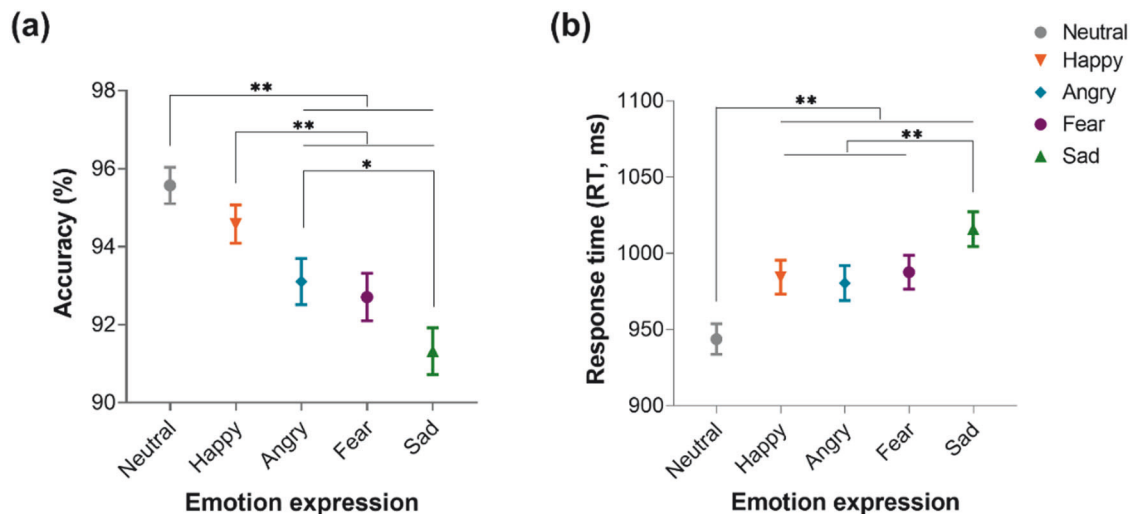 (a)
Accuracy (%)
98
96
94
92
90
**
**
*
Neutral
Happy
Angry
Fear
Sad
Emotion expression
(b)
Response time (RT, ms)
1100
1050
1000
950
900
**
**
Neutral
Happy
Angry
Fear
Sad
Emotion expression
Neutral
Happy
Angry
Fear
Sad